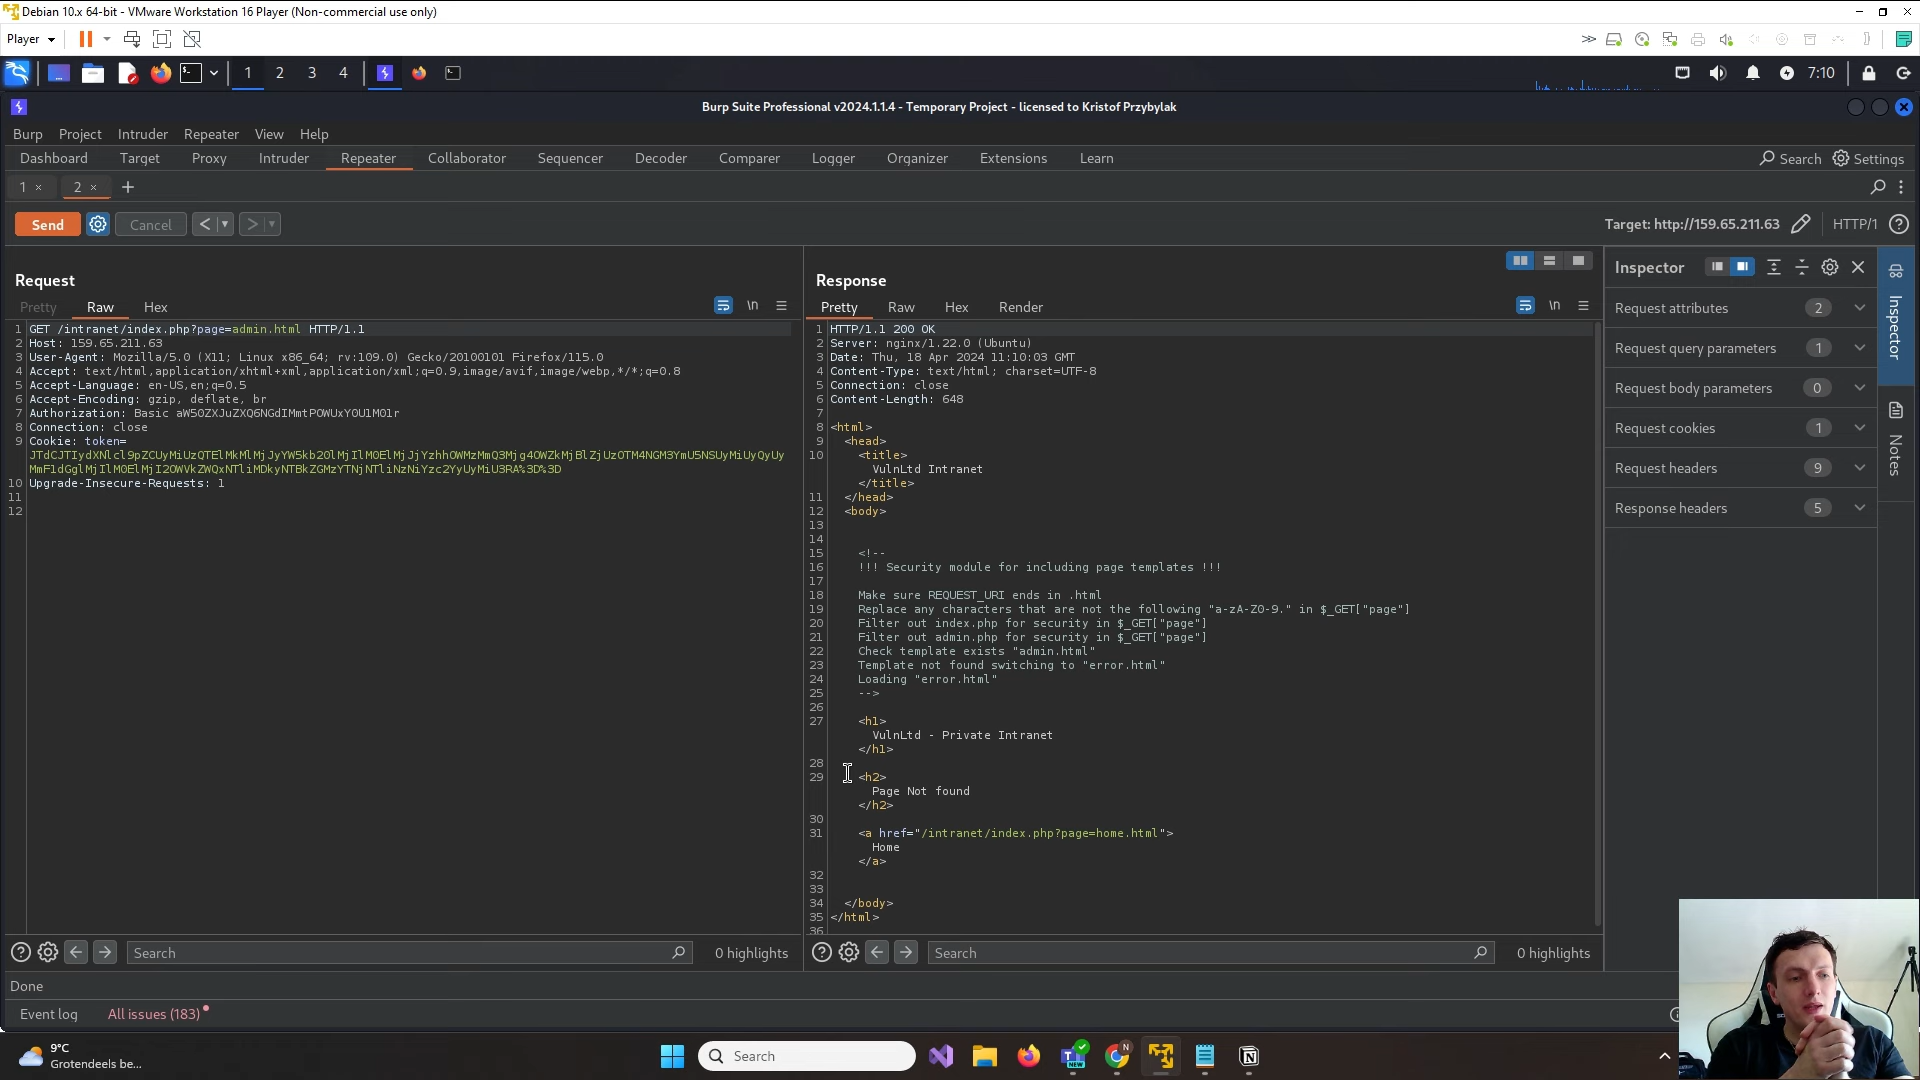 Debian 10.x 64-bit - VMware Workstation 16 Player (Non-commercial use only)
Player
1 2 3 4
7:10
Burp Suite Professional v2024.1.1.4 - Temporary Project - licensed to Kristof Przybylak
Burp Project Intruder Repeater View Help
Dashboard Target Proxy Intruder Repeater Collaborator Sequencer Decoder Comparer Logger Organizer Extensions Learn
Search Settings
1 × 2 × +
Send Cancel < >
Target: http://159.65.211.63 HTTP/1
Request
Pretty Raw Hex
\n
1 GET /intranet/index.php?page=admin.html HTTP/1.1
2 Host: 159.65.211.63
3 User-Agent: Mozilla/5.0 (X11; Linux x86_64; rv:109.0) Gecko/20100101 Firefox/115.0
4 Accept: text/html,application/xhtml+xml,application/xml;q=0.9,image/avif,image/webp,*/*;q=0.8
5 Accept-Language: en-US,en;q=0.5
6 Accept-Encoding: gzip, deflate, br
7 Authorization: Basic
8 Connection: close
9 Cookie: token=
10 Upgrade-Insecure-Requests: 1
11
12
Response
Pretty Raw Hex Render
\n
1 HTTP/1.1 200 OK
2 Server: nginx/1.22.0 (Ubuntu)
3 Date: Thu, 18 Apr 2024 11:10:03 GMT
4 Content-Type: text/html; charset=UTF-8
5 Connection: close
6 Content-Length: 648
7
8 <html>
9 <head>
10 <title>
VulnLtd Intranet
</title>
11 </head>
12 <body>
13
14
15 <!--
16 !!! Security module for including page templates !!!
17
18 Make sure REQUEST_URI ends in .html
19 Replace any characters that are not the following "a-zA-Z0-9." in $_GET["page"]
20 Filter out index.php for security in $_GET["page"]
21 Filter out admin.php for security in $_GET["page"]
22 Check template exists "admin.html"
23 Template not found switching to "error.html"
24 Loading "error.html"
25 -->
26
27 <h1>
VulnLtd - Private Intranet
</h1>
28
29 <h2>
Page Not found
</h2>
30
31 <a href="/intranet/index.php?page=home.html">
Home
</a>
32
33
34 </body>
35 </html>
36
Inspector
Request attributes 2
Request query parameters 1
Request body parameters 0
Request cookies 1
Request headers 9
Response headers 5
Inspector
Notes
Search 0 highlights
Search 0 highlights
Done
Event log All issues (183)
9°C
Grotendeels be...
Search
NEW
N